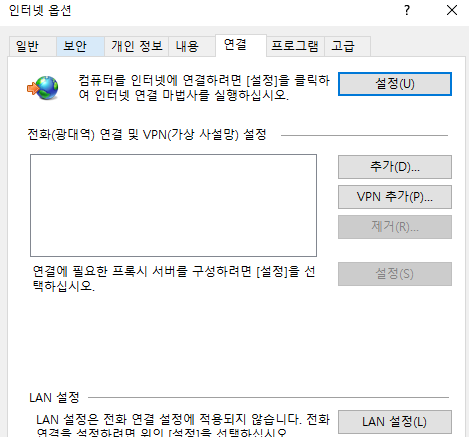 인터넷 옵션
일반 보안 개인 정보 내용 연결 프로그램 고급
컴퓨터를 인터넷에 연결하려면 [설정]을 클릭하
여 인터넷 연결 마법사를 실행하십시오.
설정(U)
전화(광대역) 연결 및 VPN(가상 사설망) 설정
추가(D)...
VPN 추가(P)...
제거(R)...
연결에 필요한 프록시 서버를 구성하려면 [설정]을 선
택하십시오.
설정(S)
LAN 설정
LAN 설정은 전화 연결 설정에 적용되지 않습니다. 전화
연결을 설정하려면 위의 [설정]을 선택하십시오.
LAN 설정(L)